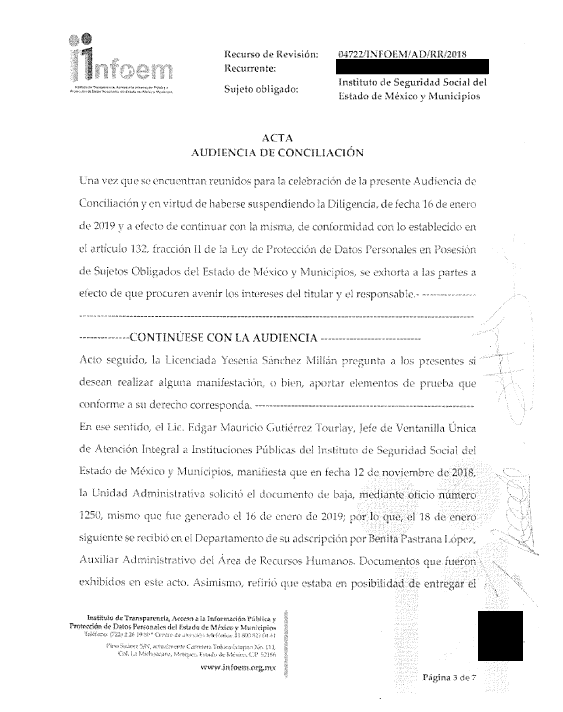 infoem
Instituto de Transparencia, Acceso a la Información Pública y
Protección de Datos Personales del Estado de México y Municipios
Recurso de Revisión: 04722/INFOEM/AD/RR/2018
Recurrente:
Sujeto obligado: Instituto de Seguridad Social del
Estado de México y Municipios
ACTA
AUDIENCIA DE CONCILIACIÓN
Una vez que se encuentran reunidos para la celebración de la presente Audiencia de
Conciliación y en virtud de haberse suspendiendo la Diligencia, de fecha 16 de enero
de 2019 y a efecto de continuar con la misma, de conformidad con lo establecido en
el artículo 132, fracción II de la Ley de Protección de Datos Personales en Posesión
de Sujetos Obligados del Estado de México y Municipios, se exhorta a las partes a
efecto de que procuren avenir los intereses del titular y el responsable.- -----------------
--------------CONTINÚESE CON LA AUDIENCIA --------------------------
Acto seguido, la Licenciada Yesenia Sánchez Millán pregunta a los presentes si
desean realizar alguna manifestación, o bien, aportar elementos de prueba que
conforme a su derecho corresponda. ---------------------------------------------------------
En ese sentido, el Lic. Edgar Mauricio Gutiérrez Tourlay, Jefe de Ventanilla Única
de Atención Integral a Instituciones Públicas del Instituto de Seguridad Social del
Estado de México y Municipios, manifiesta que en fecha 12 de noviembre de 2018,
la Unidad Administrativa solicitó el documento de baja, mediante oficio número
1250, mismo que fue generado el 16 de enero de 2019; por lo que, el 18 de enero
siguiente se recibió en el Departamento de su adscripción por Benita Pastrana López,
Auxiliar Administrativo del Área de Recursos Humanos. Documentos que fueron
exhibidos en este acto. Asimismo, refirió que estaba en posibilidad de entregar el
Instituto de Transparencia, Acceso a la Información Pública y
Protección de Datos Personales del Estado de México y Municipios
Teléfono: (722) 2 26 19 80 * Centro de atención telefónica: 01 800 821 04 41
Pino Suárez S/N, actualmente Carretera Toluca-Ixtapan No. 111,
Col. La Michoacana, Metepec, Estado de México, C.P. 52166
www.infoem.org.mx
Página 3 de 7